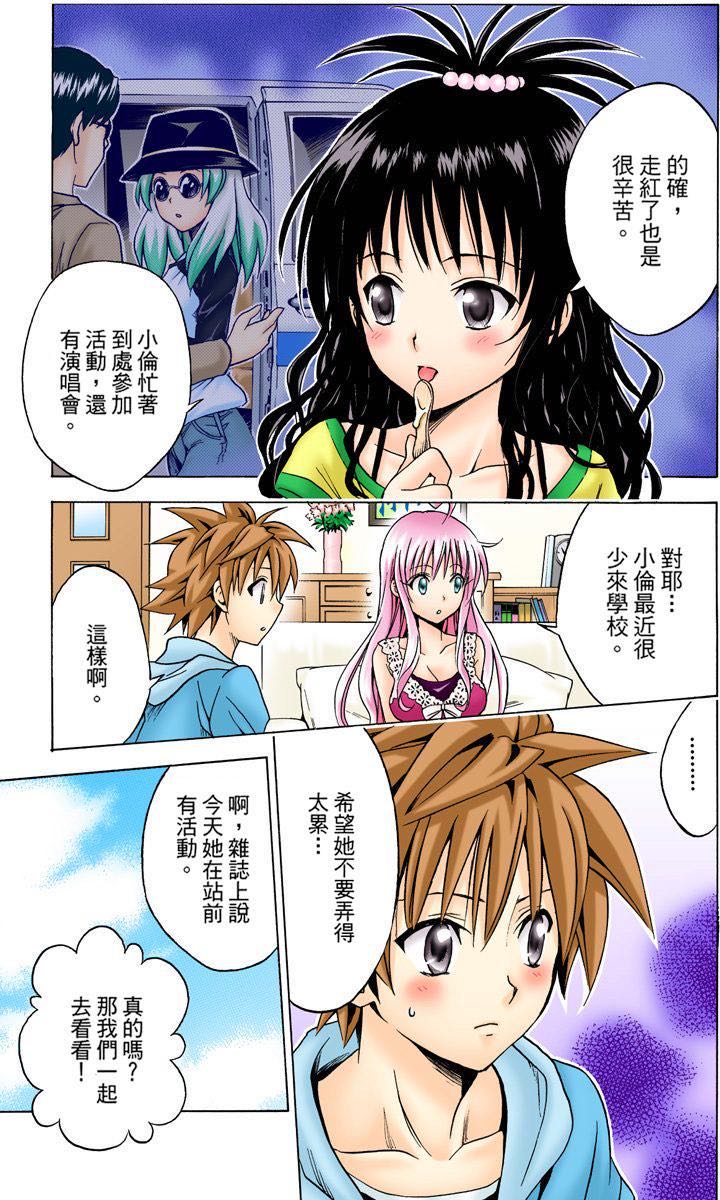 的確，
走紅了也是
很辛苦。
小倫忙著
到處參加
活動，還
有演唱會。
對耶…
小倫最近很
少來學校。
這樣啊。
………
希望她不要弄得
太累…
啊，雜誌上說
今天她在站前
有活動。
真的嗎？
那我們一起
去看看！